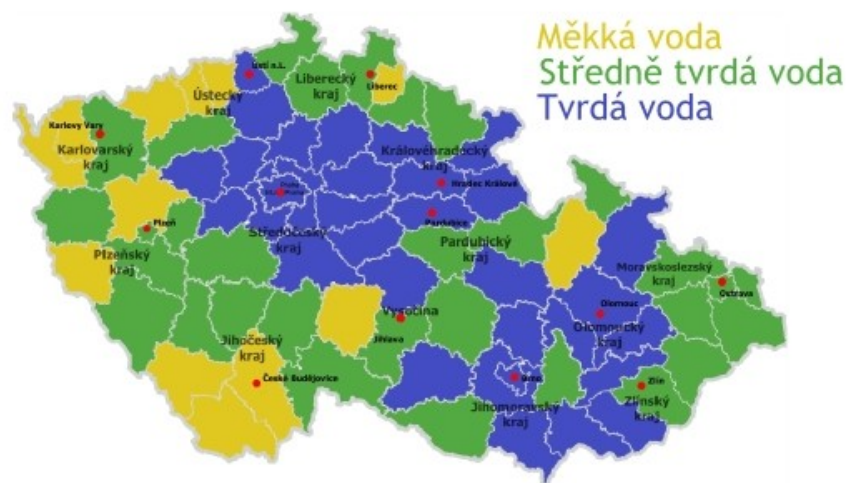 Měkká voda
Středně tvrdá voda
Tvrdá voda
Ústí n.L.
Liberecký
kraj
Liberec
Ústecký
kraj
Karlovy Vary
Karlovarský
kraj
Královéhradecký
kraj
Hradec Králové
Praha
Pardubice
Středočeský
kraj
Plzeň
Plzeňský
kraj
Pardubický
kraj
Moravskoslezský
kraj
Ostrava
Olomouc
Olomoucký
kraj
Vysočina
Jihlava
Jihočeský
kraj
České Budějovice
Brno
Jihomoravský
kraj
Zlín
Zlínský
kraj